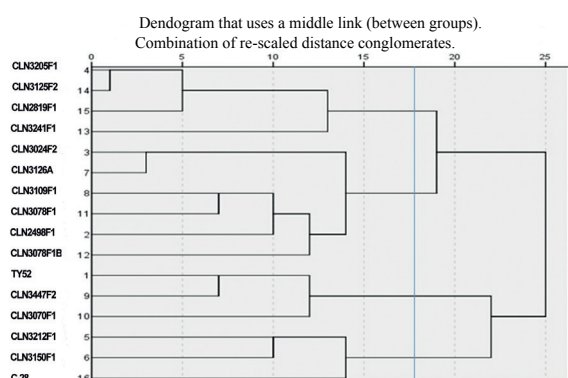 Dendogram that uses a middle link (between groups).
Combination of re-scaled distance conglomerates.
0 5 10 15 20 25
CLN3205F1 4
CLN3125F2 14
CLN2819F1 15
CLN3241F1 13
CLN3024F2 3
CLN3126A 7
CLN3109F1 8
CLN3078F1 11
CLN2498F1 2
CLN3078F1B 12
TY52 1
CLN3447F2 9
CLN3070F1 10
CLN3212F1 5
CLN3150F1 6